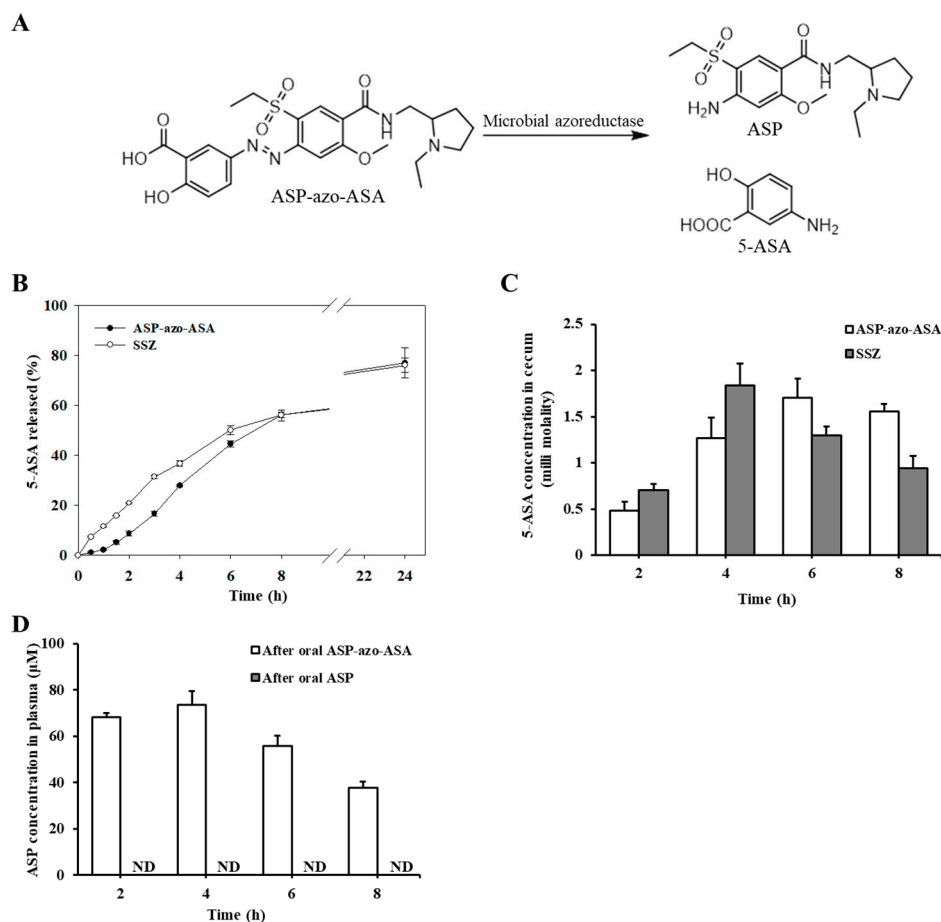 A
O
O
S
O
N
H
N
O
HO
N
N
O
HO
ASP-azo-ASA
Microbial azoreductase
O
O
S
O
N
H
H₂N
O
N
ASP
HO
HOOC
NH₂
5-ASA
B
100
80
60
40
20
0
5-ASA released (%)
ASP-azo-ASA
SSZ
0 2 4 6 8 22 24
Time (h)
C
2.5
2
1.5
1
0.5
0
5-ASA concentration in cecum
(milli molality)
ASP-azo-ASA
SSZ
2 4 6 8
Time (h)
D
100
80
60
40
20
0
ASP concentration in plasma (µM)
After oral ASP-azo-ASA
After oral ASP
ND ND ND ND
2 4 6 8
Time (h)